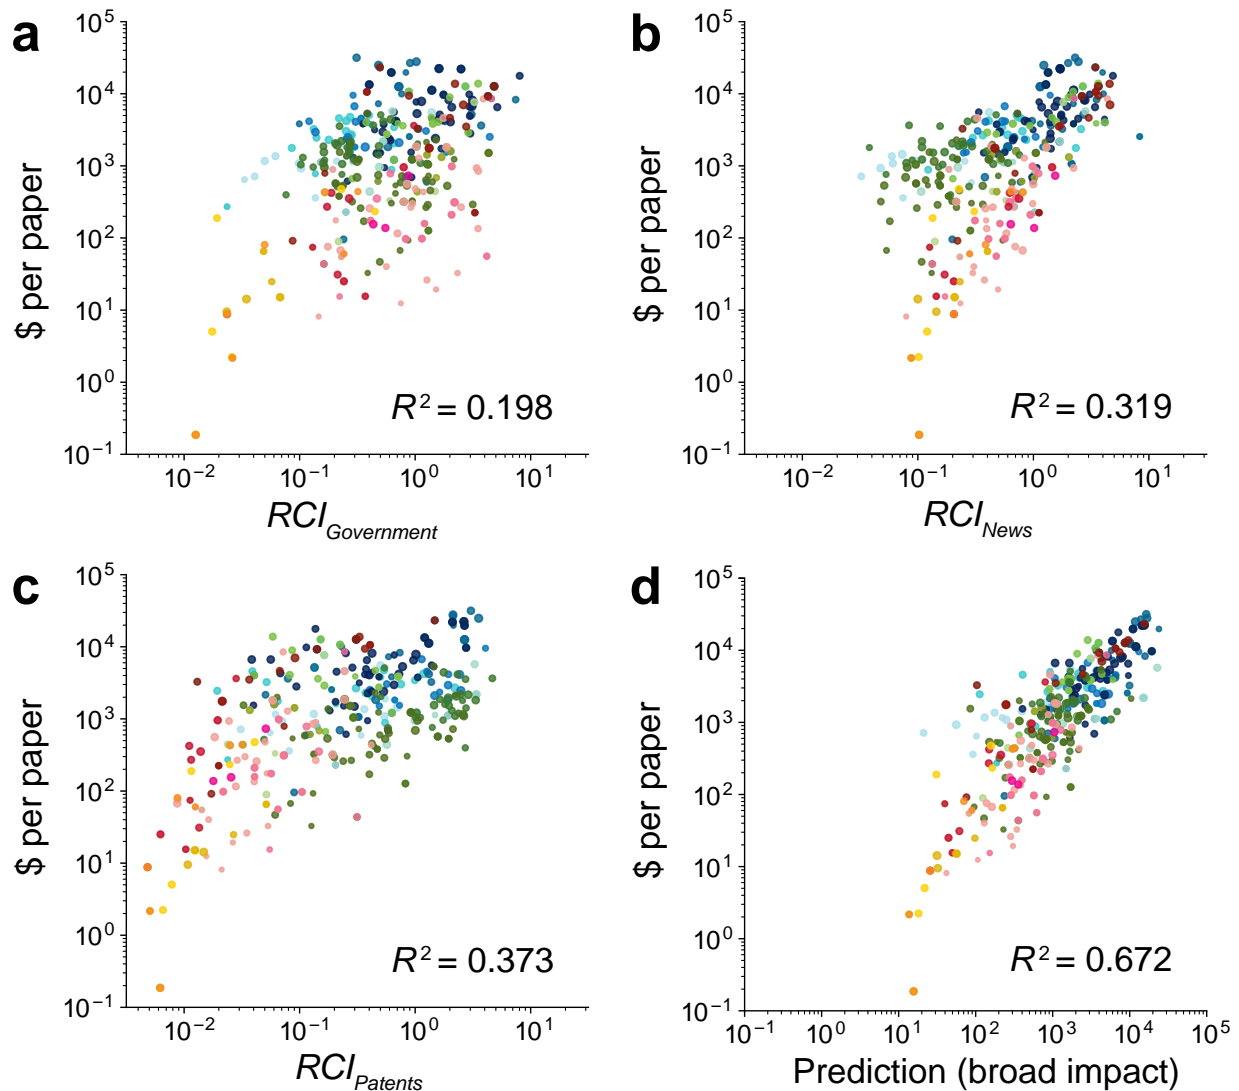 a
$ per paper
10^5
10^4
10^3
10^2
10^1
10^0
10^−1
R^2 = 0.198
10^−2 10^−1 10^0 10^1
RCI_Government
b
$ per paper
10^5
10^4
10^3
10^2
10^1
10^0
10^−1
R^2 = 0.319
10^−2 10^−1 10^0 10^1
RCI_News
c
$ per paper
10^5
10^4
10^3
10^2
10^1
10^0
10^−1
R^2 = 0.373
10^−2 10^−1 10^0 10^1
RCI_Patents
d
$ per paper
10^5
10^4
10^3
10^2
10^1
10^0
10^−1
R^2 = 0.672
10^−1 10^0 10^1 10^2 10^3 10^4 10^5
Prediction (broad impact)